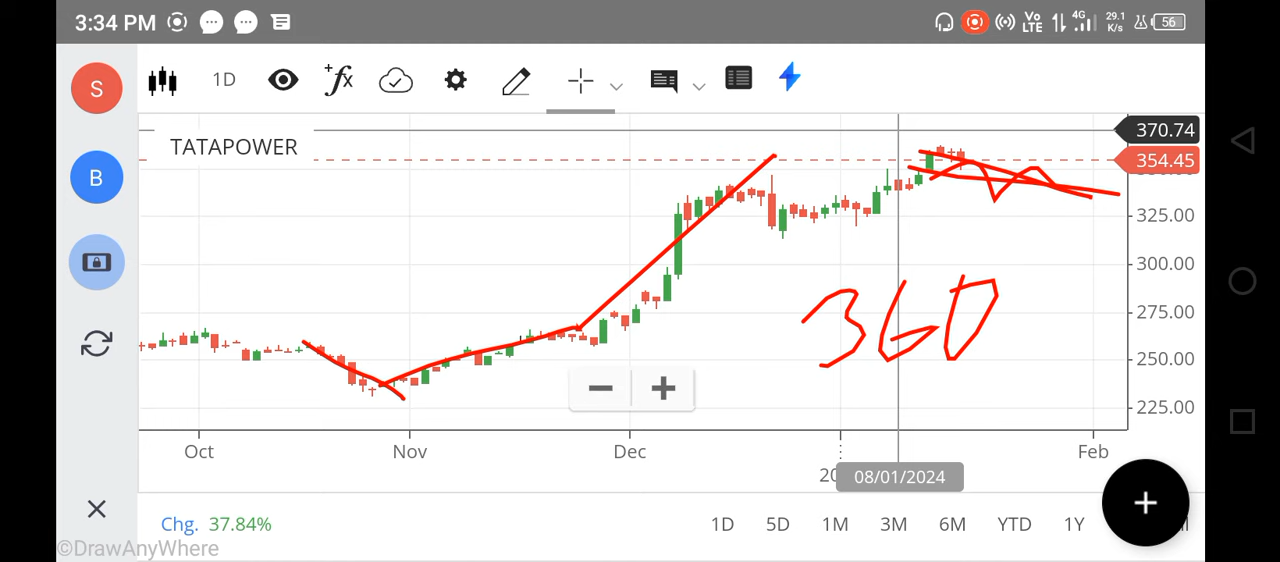 3:34 PM Vo LTE 4G 29.1 K/s 56
S 1D +fx
370.74
TATAPOWER
354.45
B
325.00
300.00
275.00
360
250.00
225.00
Oct Nov Dec Feb
08/01/2024
Chg. 37.84% 1D 5D 1M 3M 6M YTD 1Y
©DrawAnyWhere